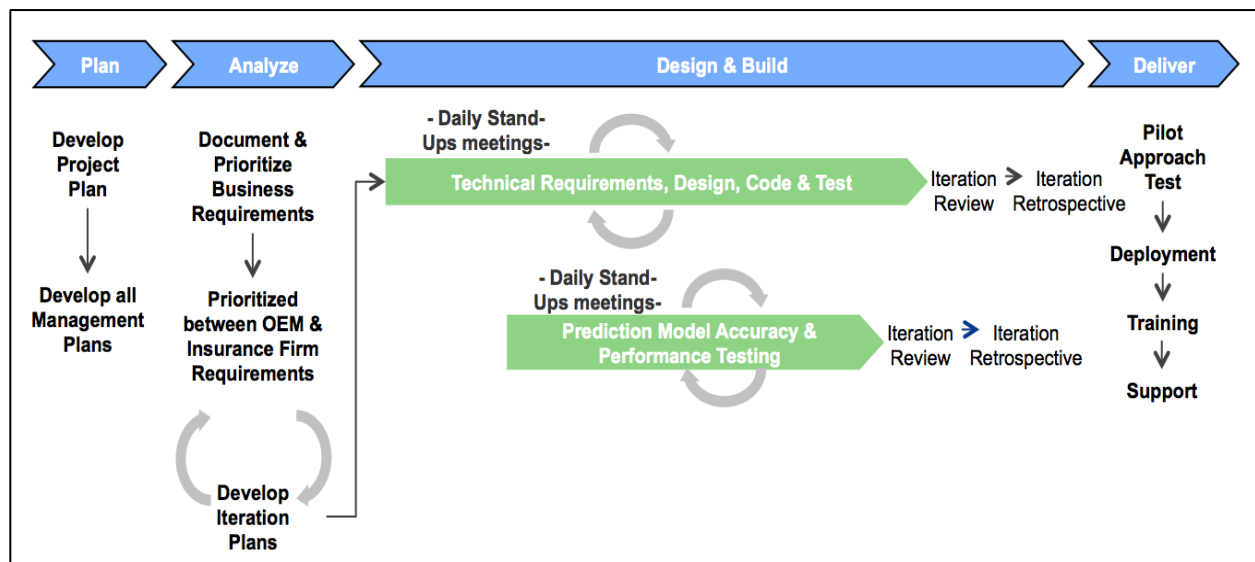 Plan
Analyze
Design & Build
Deliver
Develop
Project
Plan
Develop all
Management
Plans
Document &
Prioritize
Business
Requirements
Prioritized
between OEM &
Insurance Firm
Requirements
Develop
Iteration
Plans
- Daily Stand-
Ups meetings-
Technical Requirements, Design, Code & Test
Iteration
Review
Iteration
Retrospective
- Daily Stand-
Ups meetings-
Prediction Model Accuracy &
Performance Testing
Iteration
Review
Iteration
Retrospective
Pilot
Approach
Test
Deployment
Training
Support